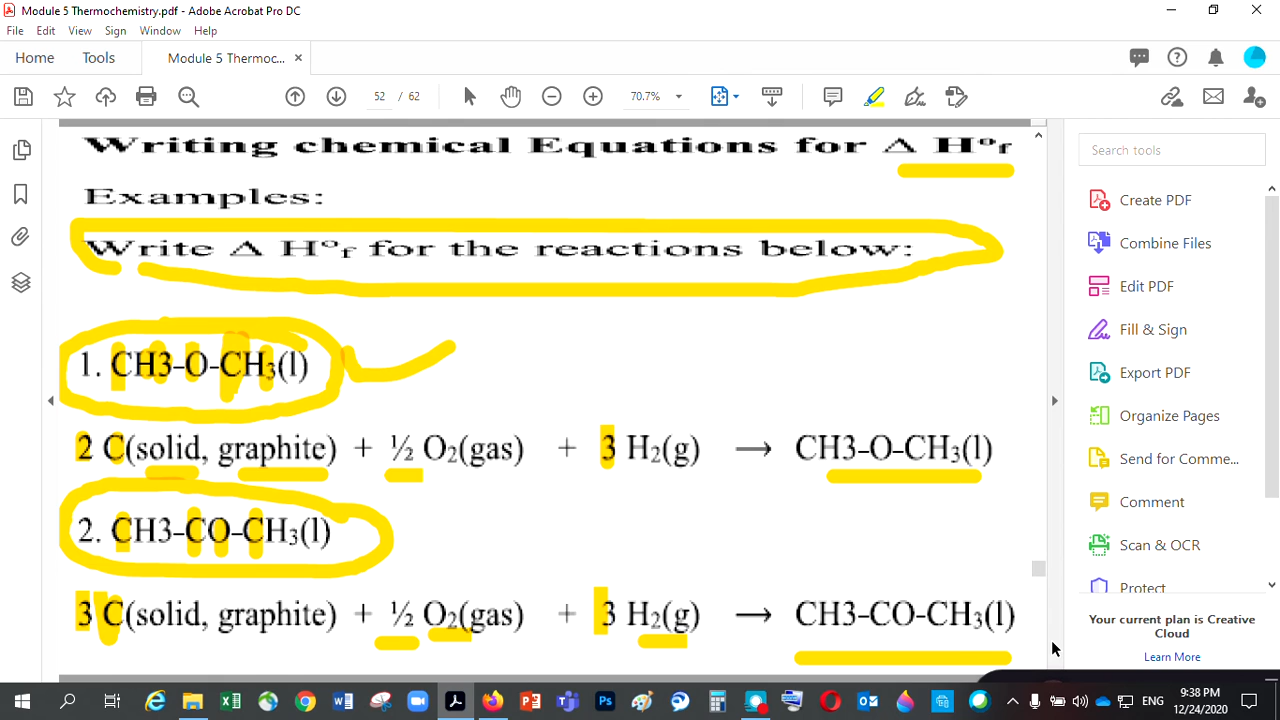 Module 5 Thermochemistry.pdf - Adobe Acrobat Pro DC
File Edit View Sign Window Help
Home Tools Module 5 Thermoc... ×
52 / 62 70.7%
Writing chemical Equations for Δ H°f
Examples:
Write Δ H°f for the reactions below:
1. CH3-O-CH₃(l)
2 C(solid, graphite) + ½ O₂(gas) + 3 H₂(g) → CH3-O-CH₃(l)
2. CH3-CO-CH₃(l)
3 C(solid, graphite) + ½ O₂(gas) + 3 H₂(g) → CH3-CO-CH₃(l)
Search tools
Create PDF
Combine Files
Edit PDF
Fill & Sign
Export PDF
Organize Pages
Send for Comme...
Comment
Scan & OCR
Protect
Your current plan is Creative
Cloud
Learn More
ENG 9:38 PM
12/24/2020